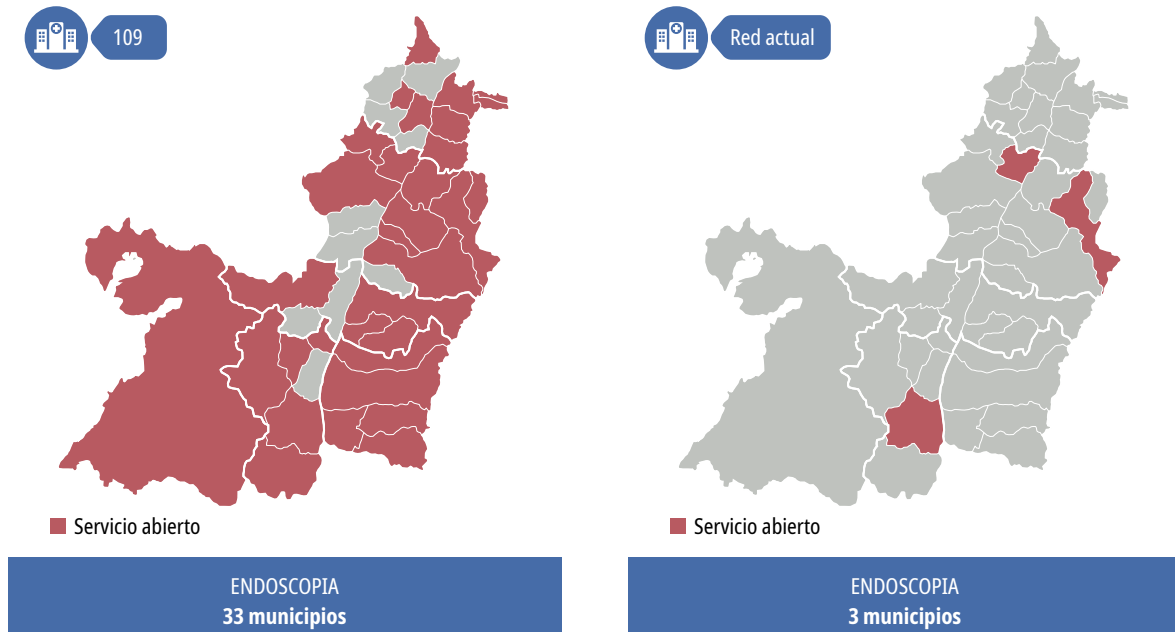 109
Servicio abierto
ENDOSCOPIA
33 municipios
Red actual
Servicio abierto
ENDOSCOPIA
3 municipios